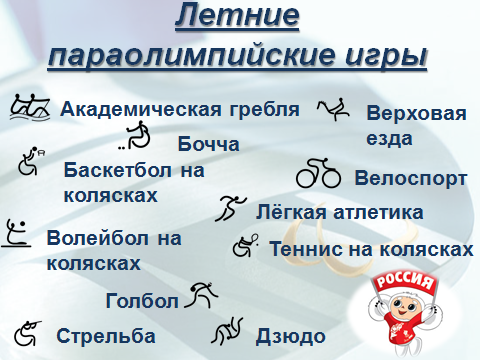 Летние
параолимпийские игры
Академическая гребля
Верховая
езда
Бочча
Баскетбол на
колясках
Велоспорт
Лёгкая атлетика
Волейбол на
колясках
Теннис на колясках
Голбол
РОССИЯ
Стрельба
Дзюдо